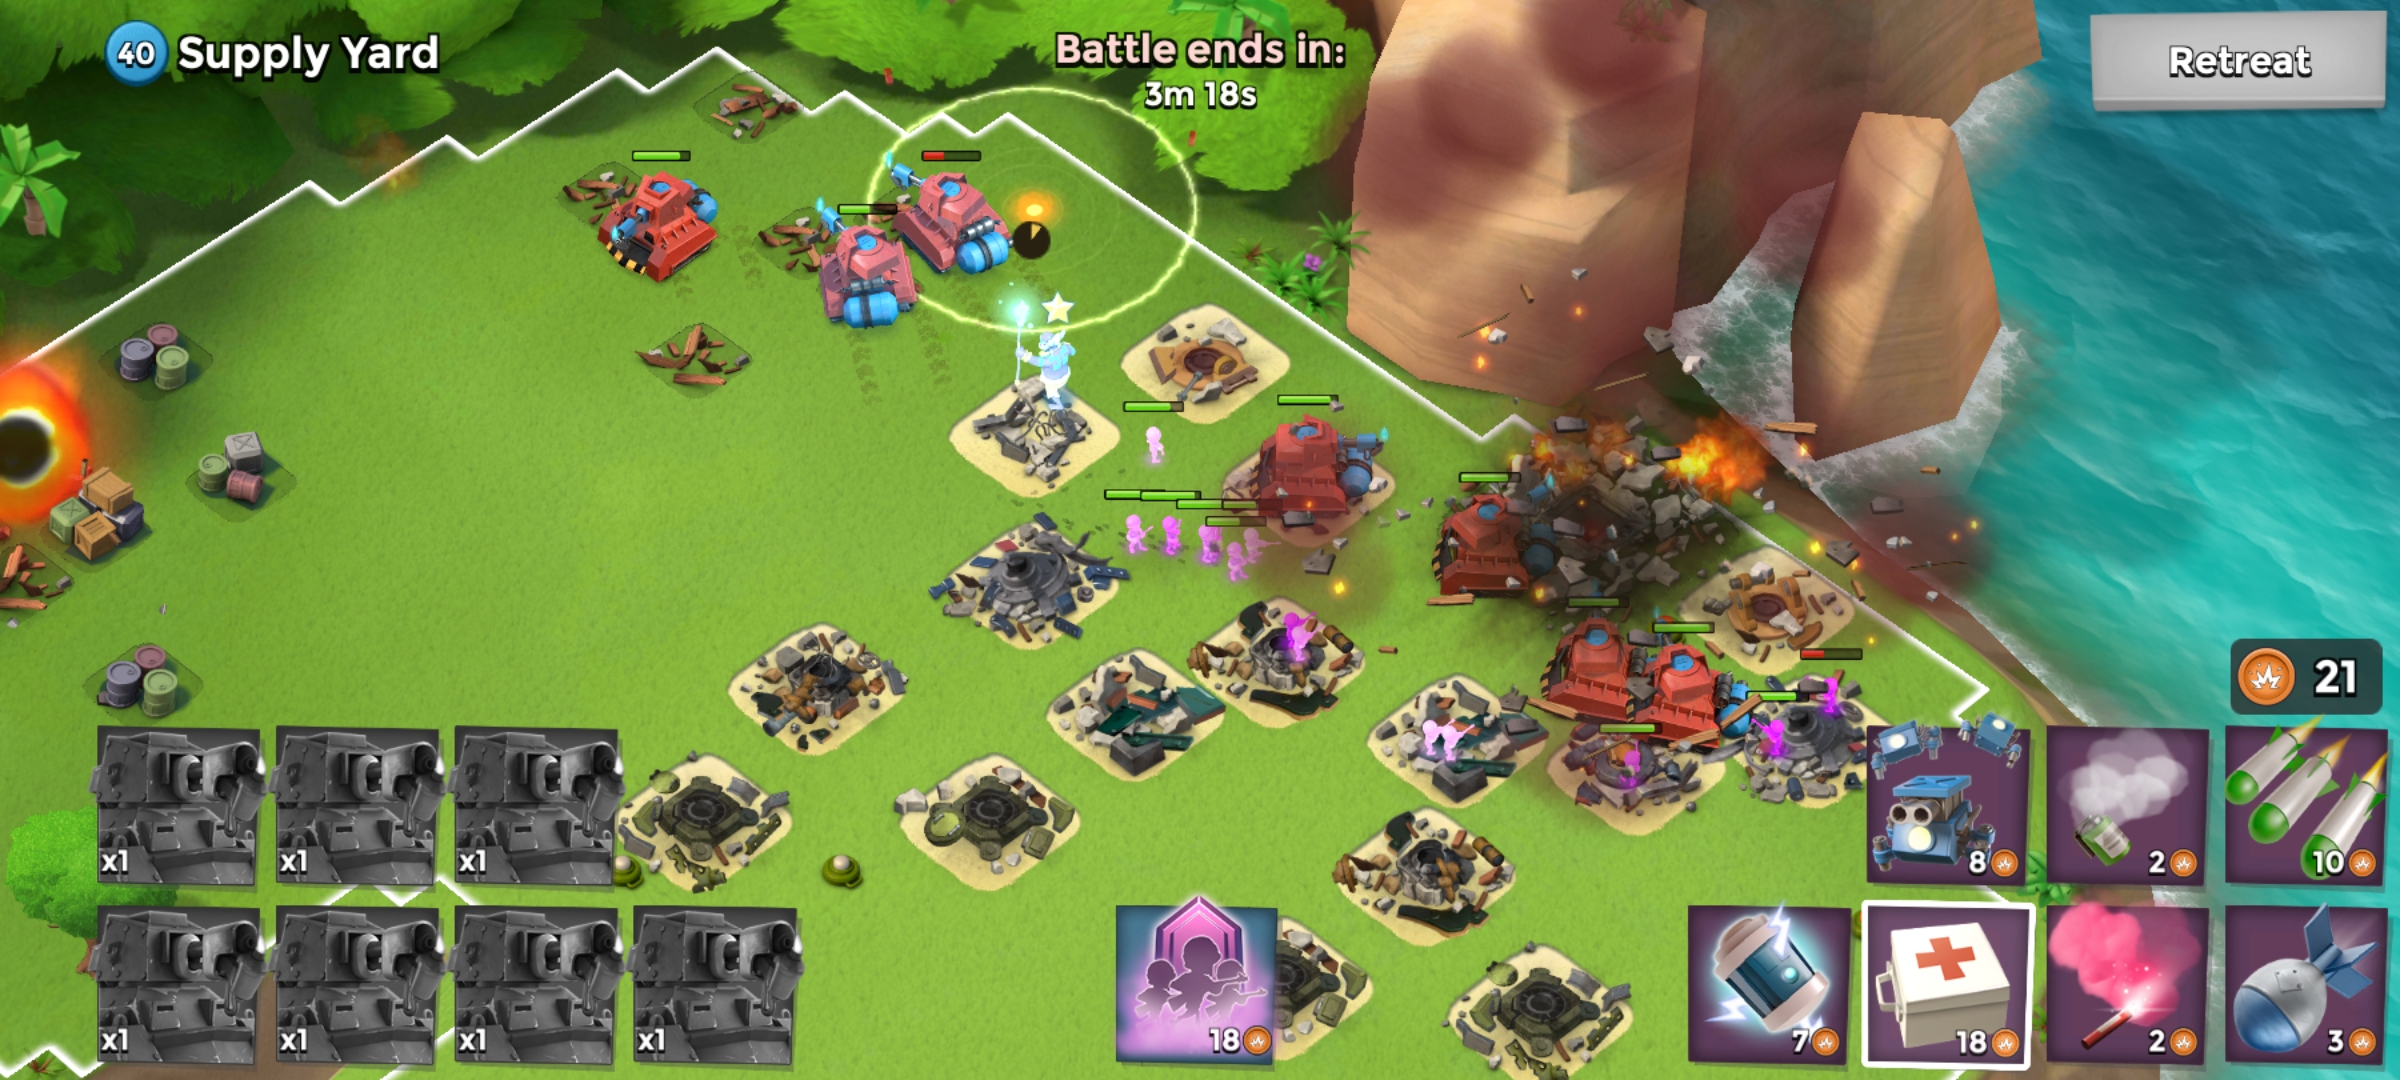 40 Supply Yard
Battle ends in:
3m 18s
Retreat
21
x1
x1
x1
8
2
10
x1
x1
x1
x1
18
7
18
2
3